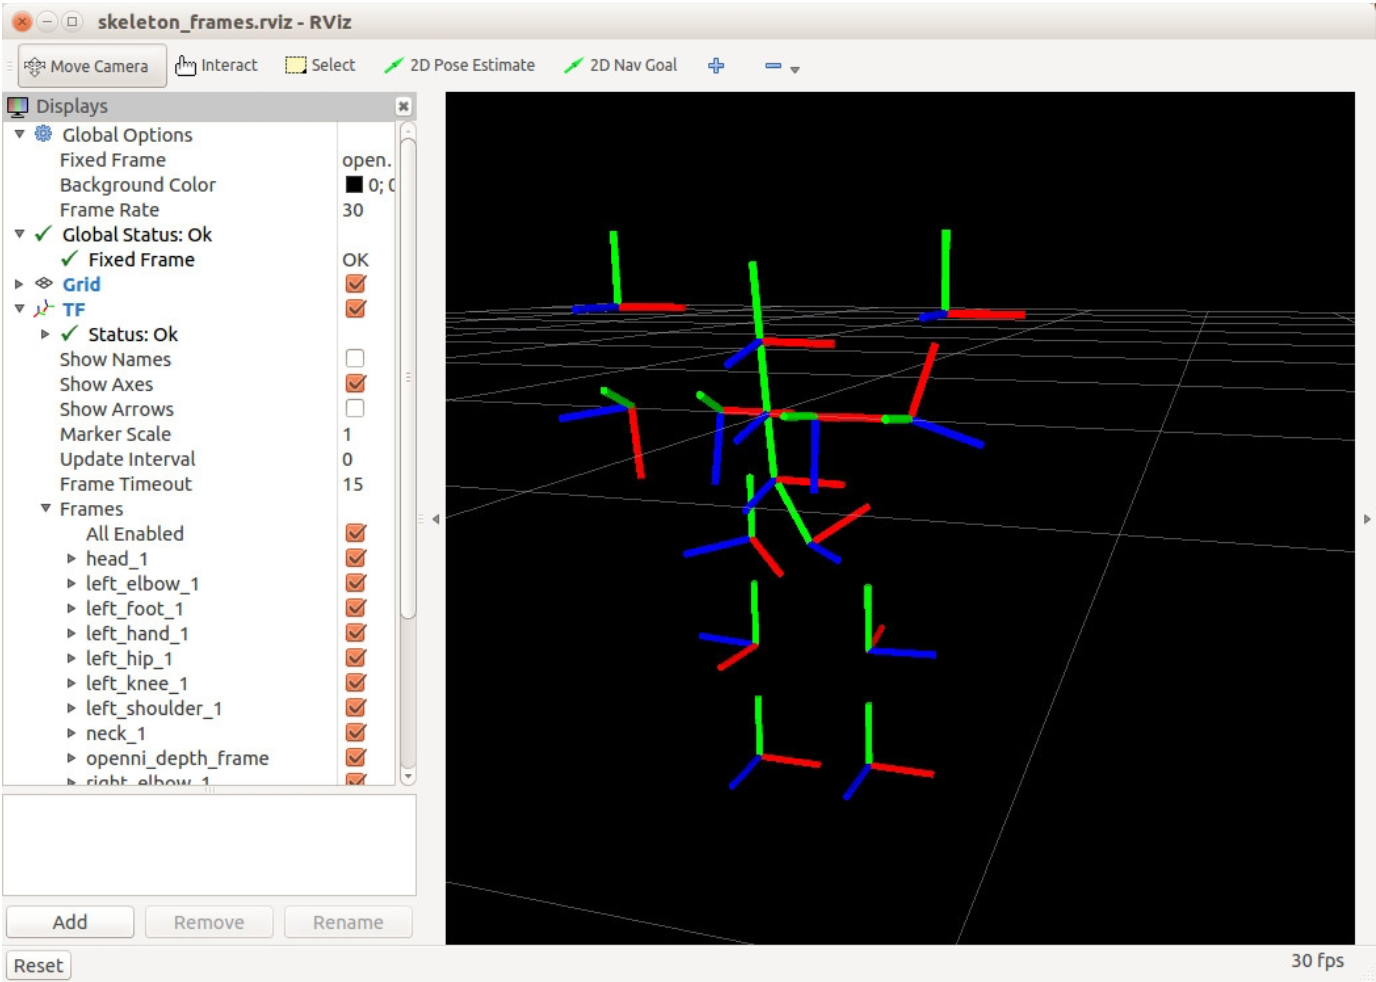 skeleton_frames.rviz - RViz
Move Camera Interact Select 2D Pose Estimate 2D Nav Goal
Displays
Global Options
Fixed Frame open.
Background Color 0; 0
Frame Rate 30
Global Status: Ok
Fixed Frame OK
Grid
TF
Status: Ok
Show Names
Show Axes
Show Arrows
Marker Scale 1
Update Interval 0
Frame Timeout 15
Frames
All Enabled
head_1
left_elbow_1
left_foot_1
left_hand_1
left_hip_1
left_knee_1
left_shoulder_1
neck_1
openni_depth_frame
right_elbow_1
Add Remove Rename
Reset 30 fps